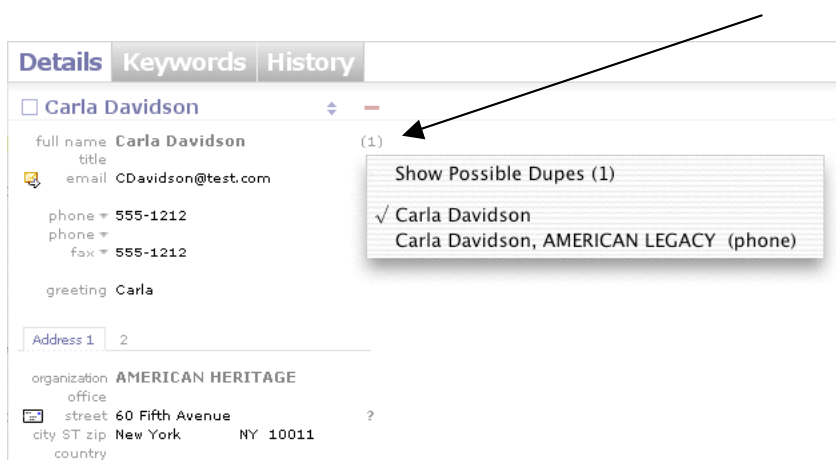 Details Keywords History
Carla Davidson
full name Carla Davidson (1)
title
email CDavidson@test.com
Show Possible Dupes (1)
phone 555-1212
√ Carla Davidson
phone
Carla Davidson, AMERICAN LEGACY (phone)
fax 555-1212
greeting Carla
Address 1 2
organization AMERICAN HERITAGE
office
street 60 Fifth Avenue ?
city ST zip New York NY 10011
country